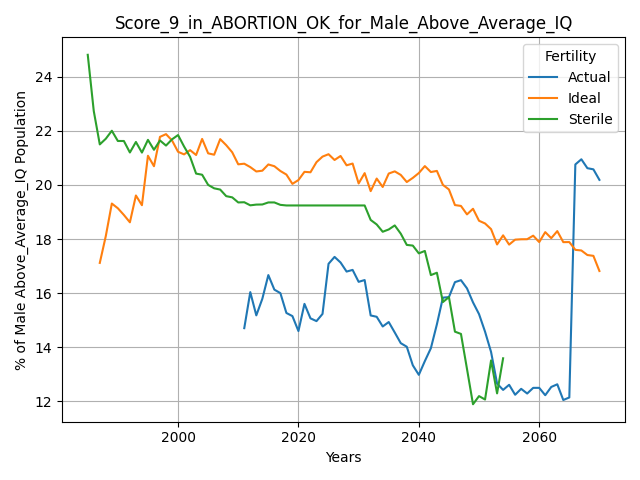 Score_9_in_ABORTION_OK_for_Male_Above_Average_IQ
% of Male Above_Average_IQ Population
24
22
20
18
16
14
12
Fertility
Actual
Ideal
Sterile
2000 2020 2040 2060
Years